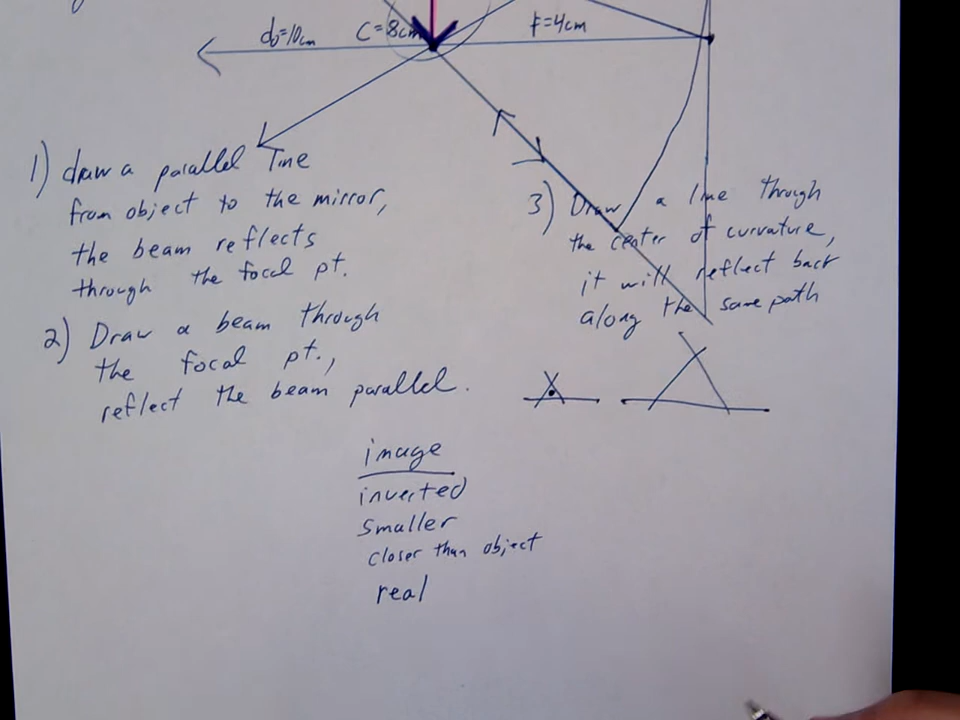 do=10cm C=8cm F=4cm
1) draw a parallel line
from object to the mirror,
the beam reflects
through the focal pt.
2) Draw a beam through
the focal pt.,
reflect the beam parallel.
3) Draw a line through
the center of curvature,
it will reflect back
along the same path
image
inverted
smaller
closer than object
real